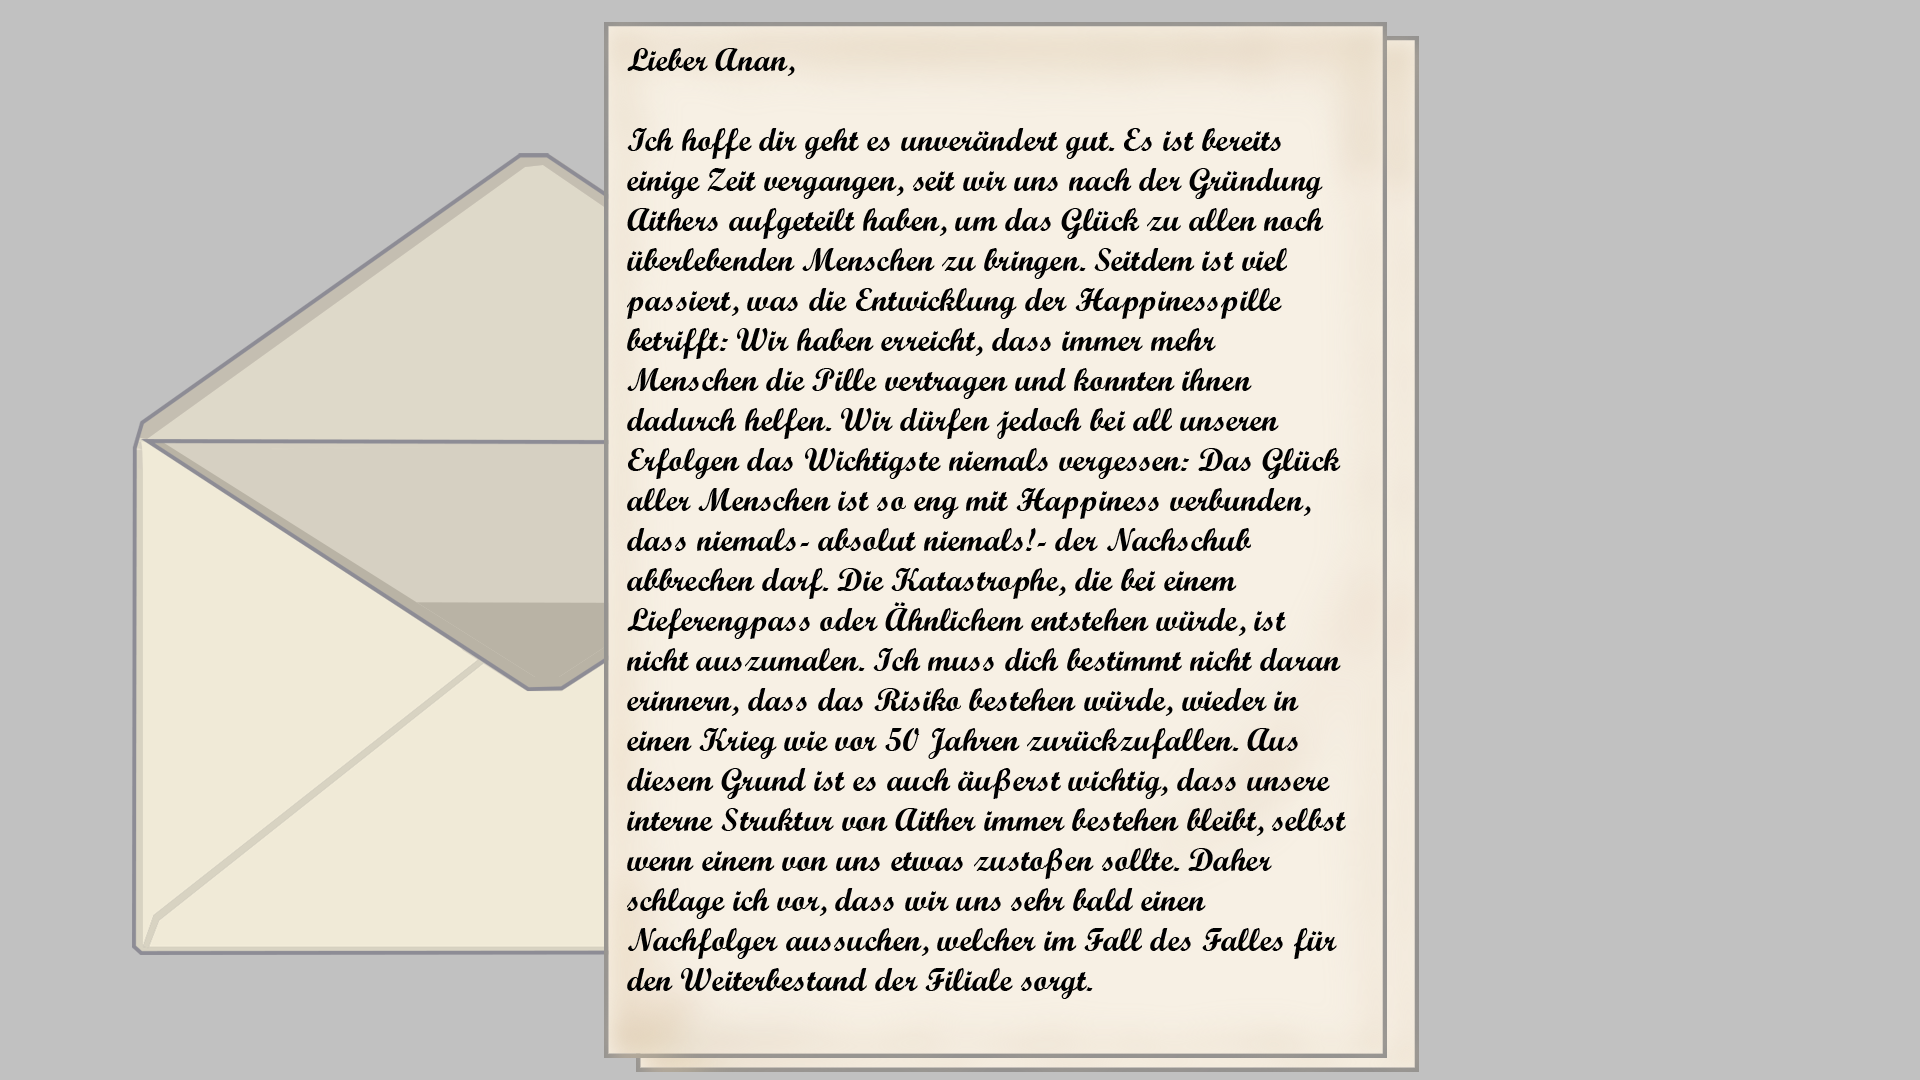 Lieber Anan,
Ich hoffe dir geht es unverändert gut. Es ist bereits
einige Zeit vergangen, seit wir uns nach der Gründung
Aithers aufgeteilt haben, um das Glück zu allen noch
überlebenden Menschen zu bringen. Seitdem ist viel
passiert, was die Entwicklung der Happinesspille
betrifft: Wir haben erreicht, dass immer mehr
Menschen die Pille vertragen und konnten ihnen
dadurch helfen. Wir dürfen jedoch bei all unseren
Erfolgen das Wichtigste niemals vergessen: Das Glück
aller Menschen ist so eng mit Happiness verbunden,
dass niemals- absolut niemals!- der Nachschub
abbrechen darf. Die Katastrophe, die bei einem
Lieferengpass oder Ähnlichem entstehen würde, ist
nicht auszumalen. Ich muss dich bestimmt nicht daran
erinnern, dass das Risiko bestehen würde, wieder in
einen Krieg wie vor 50 Jahren zurückzufallen. Aus
diesem Grund ist es auch äußerst wichtig, dass unsere
interne Struktur von Aither immer bestehen bleibt, selbst
wenn einem von uns etwas zustoßen sollte. Daher
schlage ich vor, dass wir uns sehr bald einen
Nachfolger aussuchen, welcher im Fall des Falles für
den Weiterbestand der Filiale sorgt.